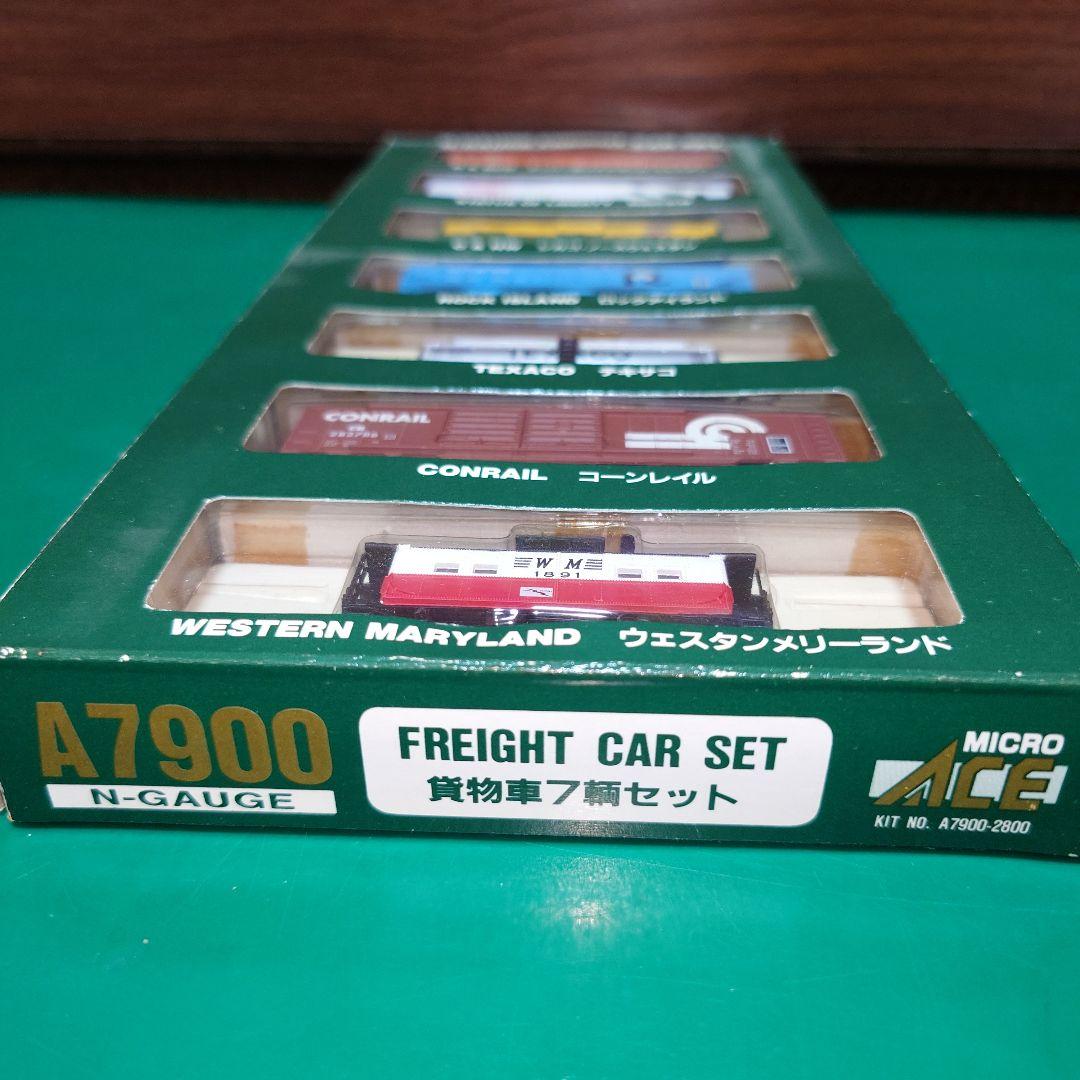 ROCK ISLAND ロックアイランド
TEXACO テキサコ
CONRAIL
CONRAIL コーンレイル
W M
1891
WESTERN MARYLAND ウェスタンメリーランド
A7900
N-GAUGE
FREIGHT CAR SET
貨物車7輌セット
MICRO
ACE
KIT NO. A7900-2800